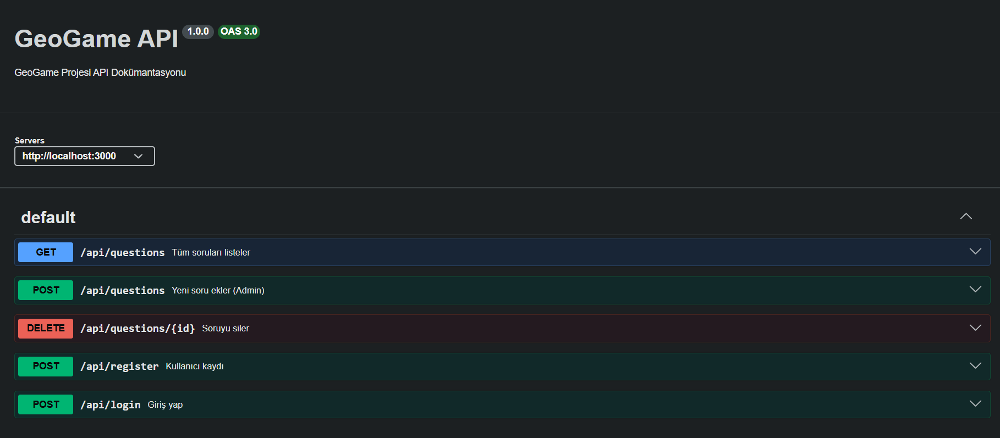 GeoGame API 1.0.0 OAS 3.0
GeoGame Projesi API Dokümantasyonu
Servers
http://localhost:3000
default
GET /api/questions Tüm soruları listeler
POST /api/questions Yeni soru ekler (Admin)
DELETE /api/questions/{id} Soruyu siler
POST /api/register Kullanıcı kaydı
POST /api/login Giriş yap